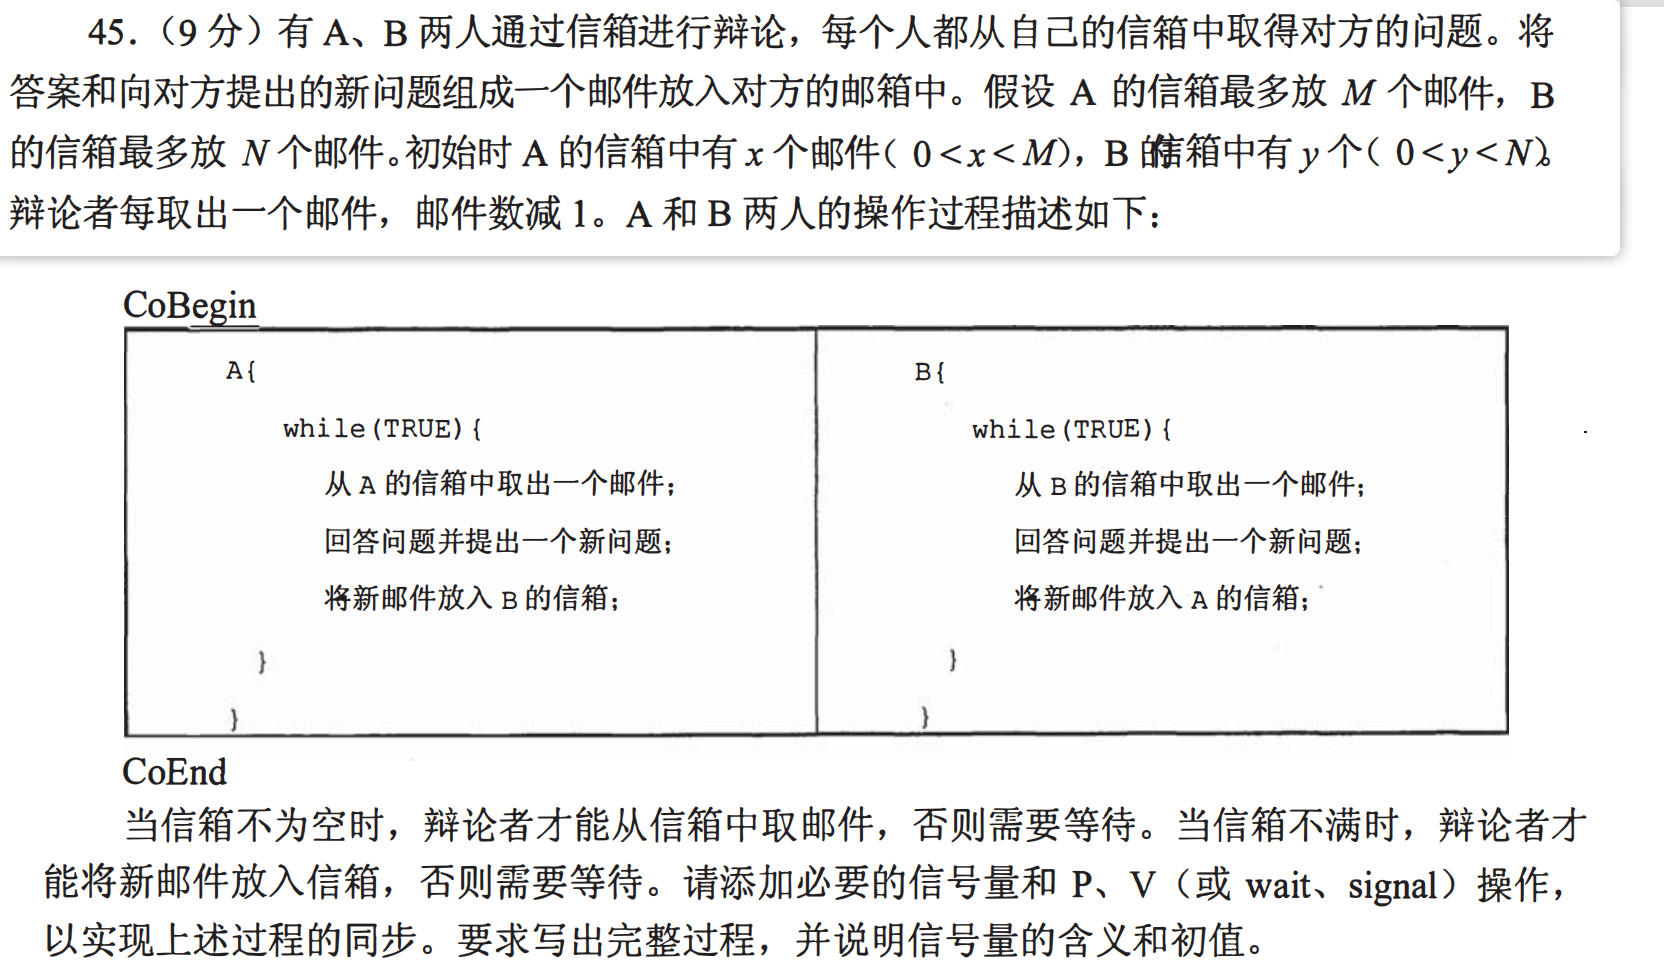 45.（9 分）有 A、B 两人通过信箱进行辩论，每个人都从自己的信箱中取得对方的问题。将
答案和向对方提出的新问题组成一个邮件放入对方的邮箱中。假设 A 的信箱最多放 M 个邮件，B
的信箱最多放 N 个邮件。初始时 A 的信箱中有 x 个邮件（0<x<M），B 的信箱中有 y 个（0<y<N）。
辩论者每取出一个邮件，邮件数减 1。A 和 B 两人的操作过程描述如下：
CoBegin
A{
while(TRUE){
从 A 的信箱中取出一个邮件；
回答问题并提出一个新问题；
将新邮件放入 B 的信箱；
}
}
B{
while(TRUE){
从 B 的信箱中取出一个邮件；
回答问题并提出一个新问题；
将新邮件放入 A 的信箱；
}
}
CoEnd
当信箱不为空时，辩论者才能从信箱中取邮件，否则需要等待。当信箱不满时，辩论者才
能将新邮件放入信箱，否则需要等待。请添加必要的信号量和 P、V（或 wait、signal）操作，
以实现上述过程的同步。要求写出完整过程，并说明信号量的含义和初值。